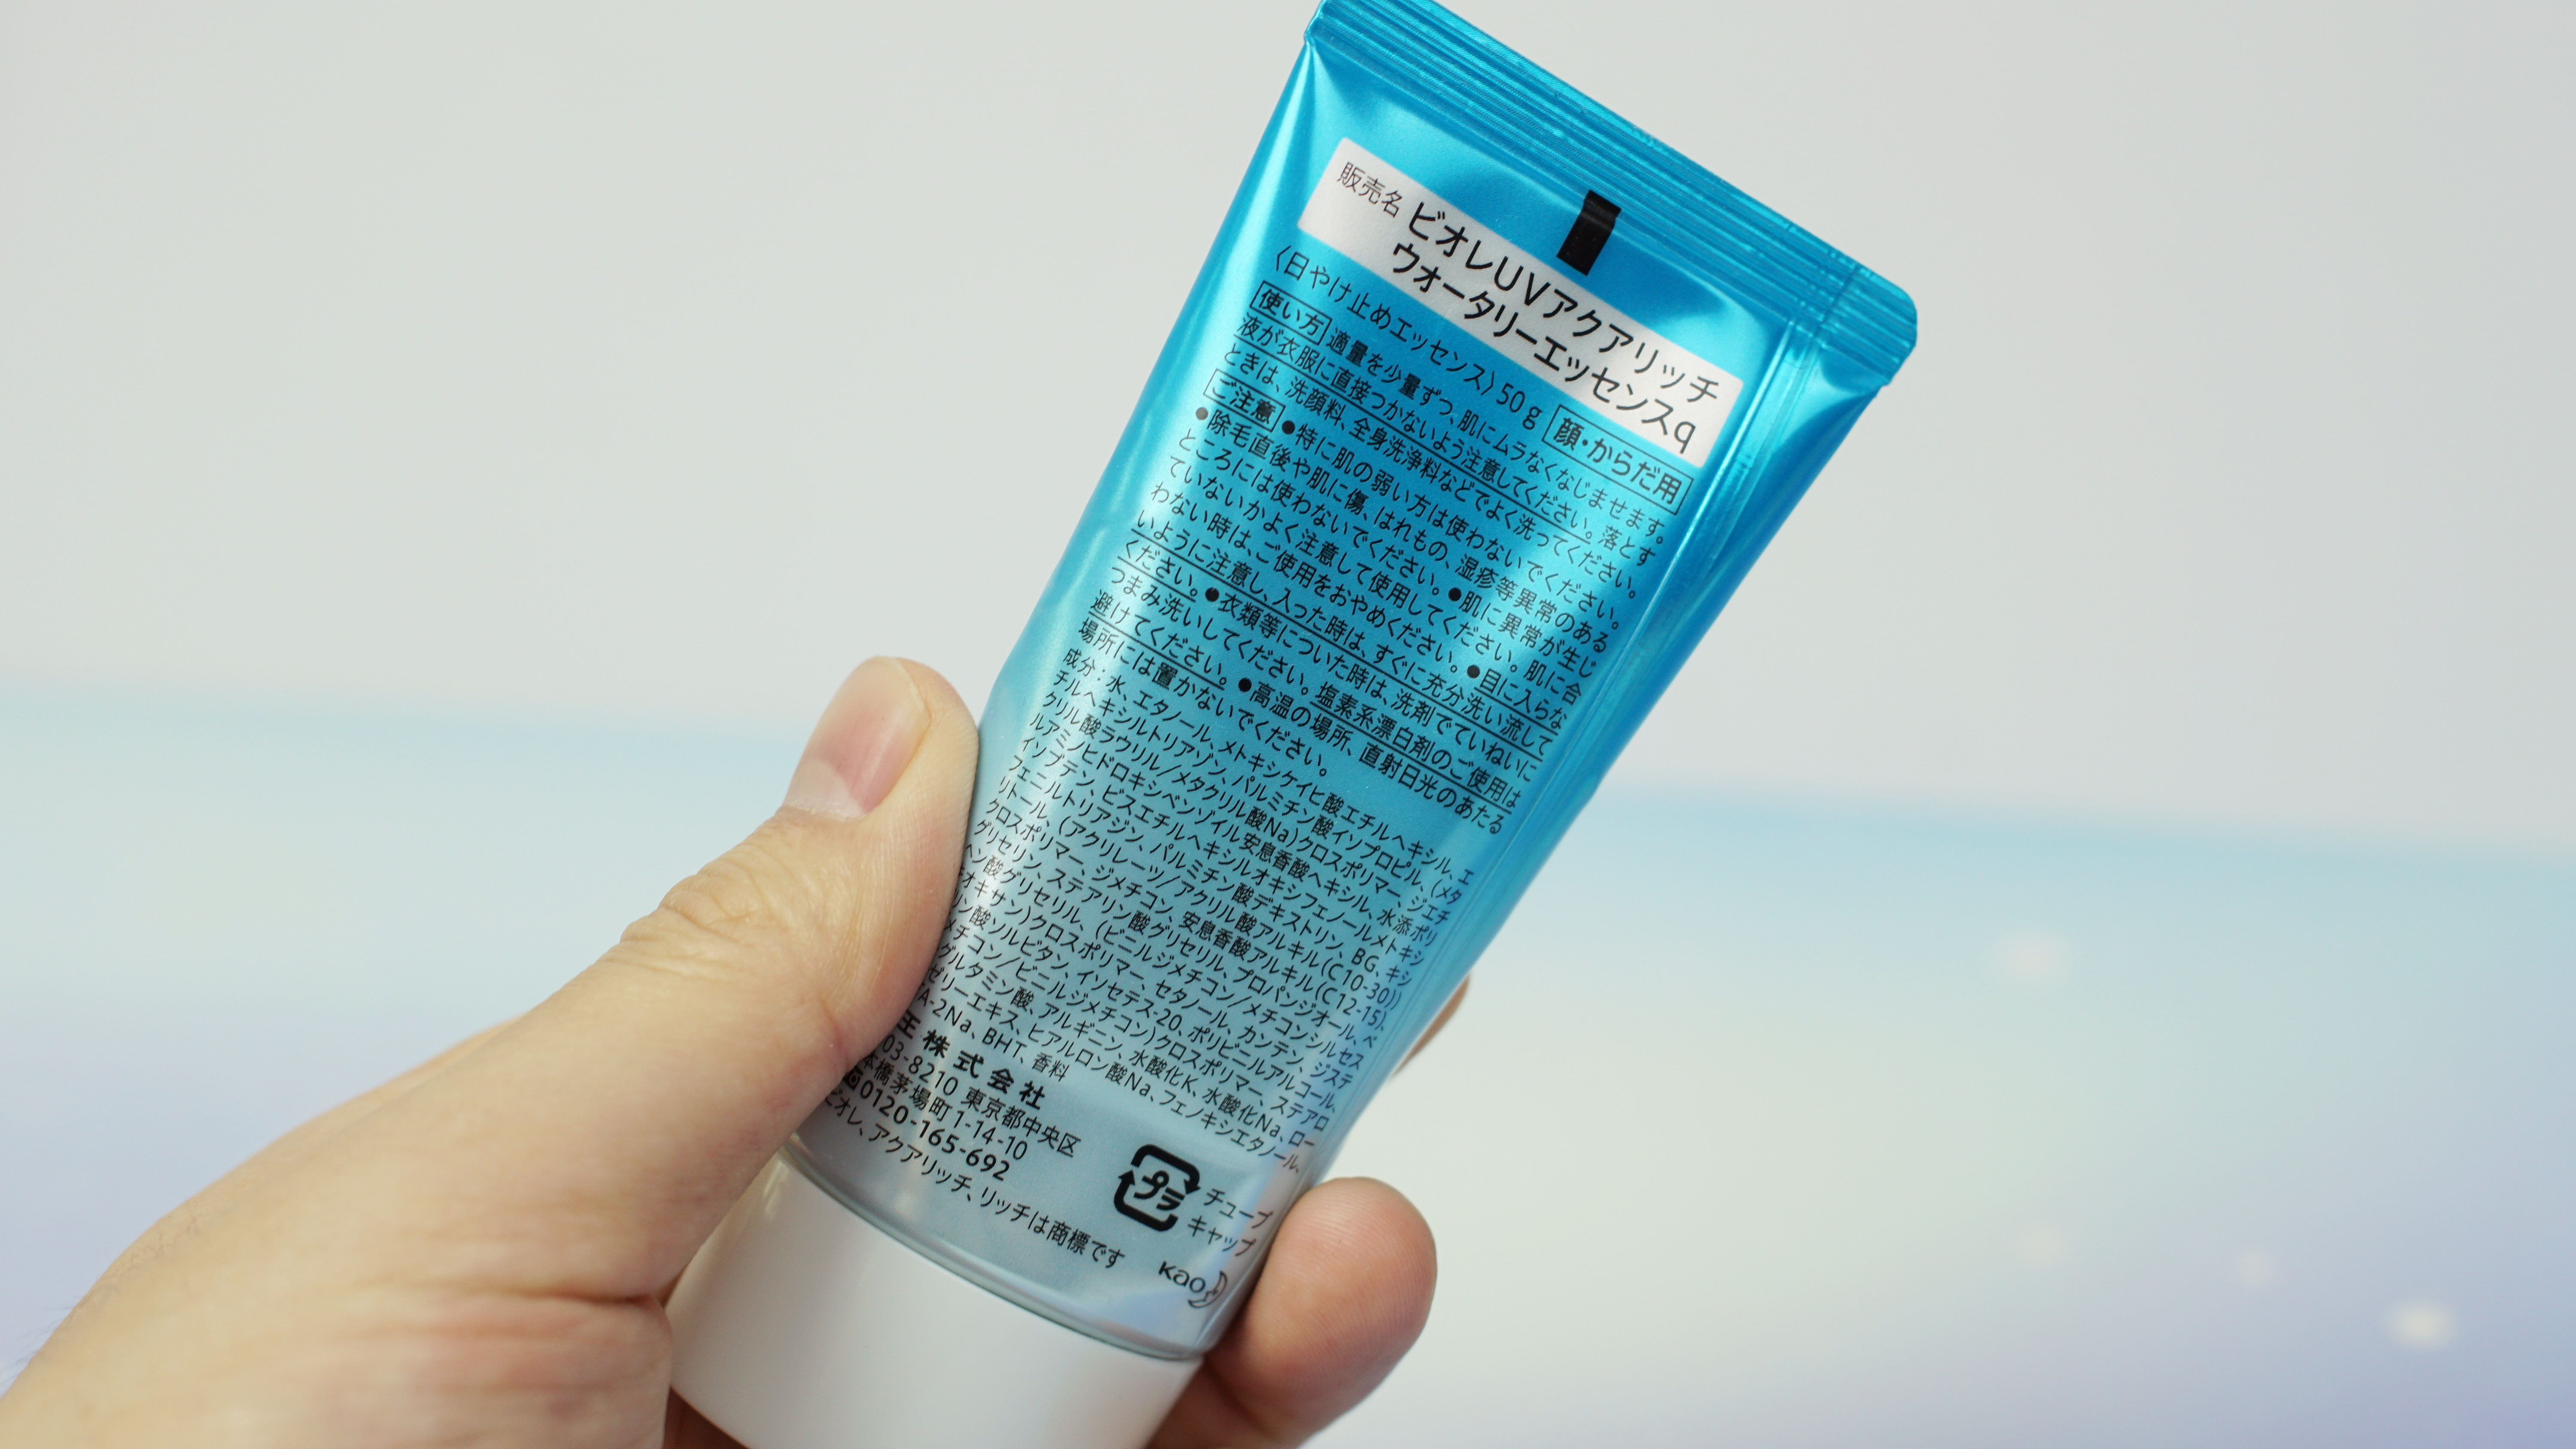 販売名 ビオレUVアクアリッチ
ウオータリーエッセンスq
〈日やけ止めエッセンス〉50g 顔・からだ用
使い方 適量を少量ずつ、肌にムラなくなじませます。
液が衣服に直接つかないよう注意してください。落とす
ときは、洗顔料、全身洗浄料などでよく洗ってください。
ご注意 ●特に肌の弱い方は使わないでください。
●除毛直後や肌に傷、はれもの、湿疹等異常のある
ところには使わないでください。●肌に異常が生じ
ていないかよく注意して使用してください。肌に合
わない時は、ご使用をおやめください。●目に入らな
いように注意し、入った時は、すぐに充分洗い流して
ください。●衣類等についた時は、洗剤でていねいに
つまみ洗いしてください。塩素系漂白剤のご使用は
避けてください。●高温の場所、直射日光のあたる
場所には置かないでください。
成分：水、エタノール、メトキシケイヒ酸エチルヘキシル、エ
チルヘキシルトリアゾン、パルミチン酸イソプロピル、(メタ
クリル酸ラウリル/メタクリル酸Na)クロスポリマー、ジエチ
ルアミノヒドロキシベンゾイル安息香酸ヘキシル、水添ポリ
イソブテン、ビスエチルヘキシルオキシフェノールメトキシ
フェニルトリアジン、パルミチン酸デキストリン、BG、キシ
リトール、(アクリレーツ/アクリル酸アルキル(C10-30))
クロスポリマー、ジメチコン、安息香酸アルキル(C12-15)、
グリセリン、ステアリン酸グリセリル、プロパンジオール、ベ
ヘン酸グリセリル、(ビニルジメチコン/メチコンシルセス
オキサン)クロスポリマー、セタノール、カンテン、ジステ
リン酸ソルビタン、イソセテス-20、ポリビニルアルコール、
メチコン/ビニルジメチコン)クロスポリマー、ステアロ
グルタミン酸、アルギニン、水酸化K、水酸化Na、ロー
ゼリーエキス、ヒアルロン酸Na、フェノキシエタノール、
A-2Na、BHT、香料
王 株式会社
03-8210 東京都中央区
本橋茅場町1-14-10
0120-165-692
ビオレ、アクアリッチ、リッチは商標です
プラ チューブ
キャップ
Kao